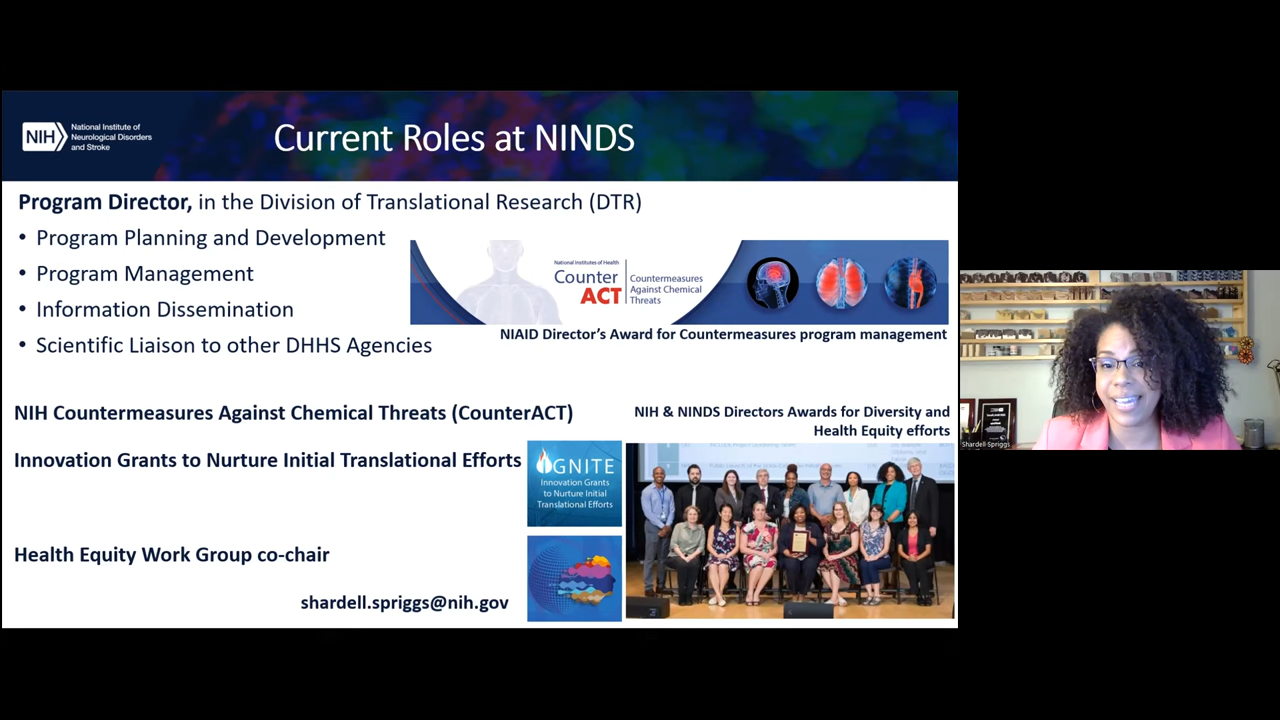 NIH
National Institute of
Neurological Disorders
and Stroke
Current Roles at NINDS
Program Director, in the Division of Translational Research (DTR)
• Program Planning and Development
• Program Management
• Information Dissemination
• Scientific Liaison to other DHHS Agencies
National Institutes of Health
Counter
ACT
Countermeasures
Against Chemical
Threats
NIAID Director's Award for Countermeasures program management
NIH Countermeasures Against Chemical Threats (CounterACT)
NIH & NINDS Directors Awards for Diversity and
Health Equity efforts
Innovation Grants to Nurture Initial Translational Efforts
IGNITE
Innovation Grants
to Nurture Initial
Translational Efforts
Health Equity Work Group co-chair
shardell.spriggs@nih.gov
Shardell Spriggs